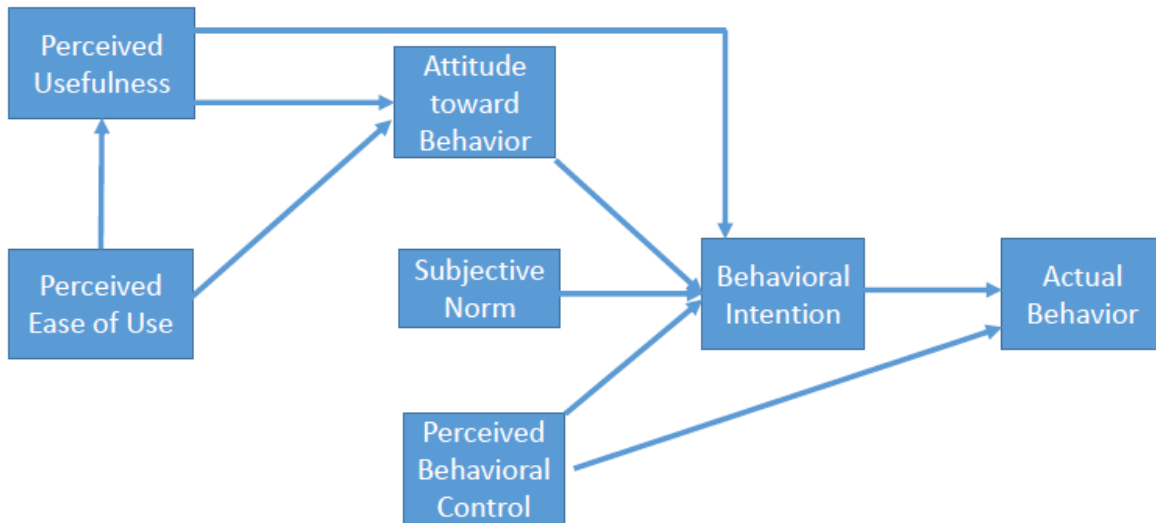 Perceived
Usefulness
Attitude
toward
Behavior
Perceived
Ease of Use
Subjective
Norm
Behavioral
Intention
Actual
Behavior
Perceived
Behavioral
Control